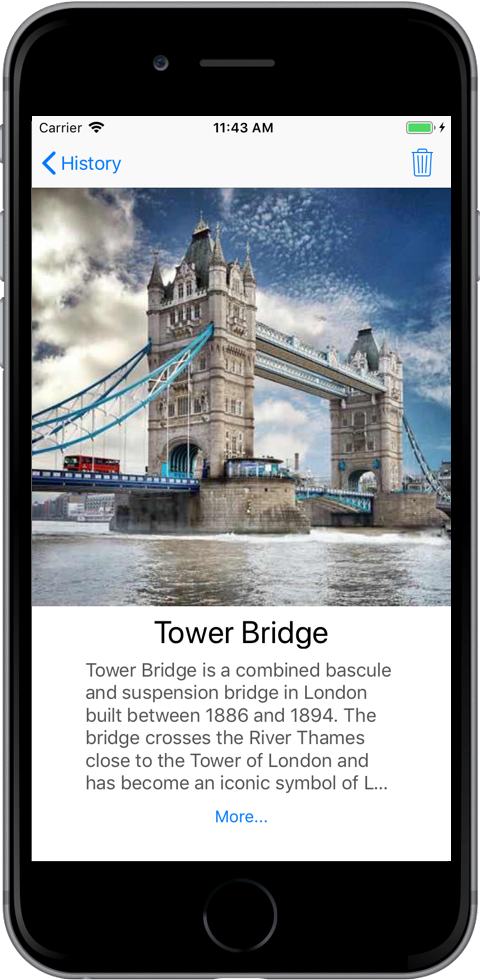 Carrier 11:43 AM
History
Tower Bridge
Tower Bridge is a combined bascule
and suspension bridge in London
built between 1886 and 1894. The
bridge crosses the River Thames
close to the Tower of London and
has become an iconic symbol of L...
More...